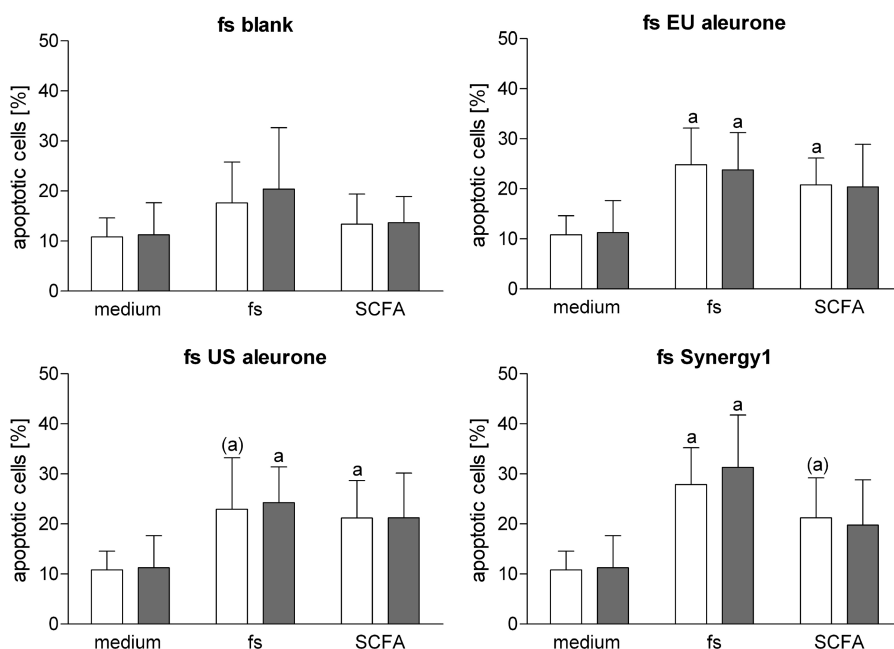 fs blank
apoptotic cells [%]
50
40
30
20
10
0
medium fs SCFA
fs EU aleurone
apoptotic cells [%]
50
40
30
20
10
0
a a a
medium fs SCFA
fs US aleurone
apoptotic cells [%]
50
40
30
20
10
0
(a) a a
medium fs SCFA
fs Synergy1
apoptotic cells [%]
50
40
30
20
10
0
a a (a)
medium fs SCFA